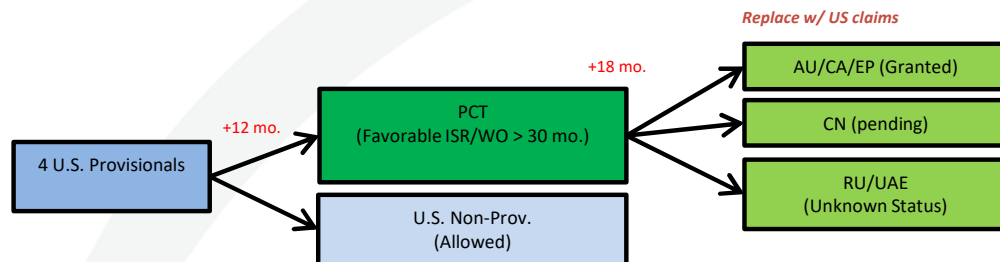 Replace w/ US claims
+18 mo.
AU/CA/EP (Granted)
PCT
(Favorable ISR/WO > 30 mo.)
+12 mo.
CN (pending)
4 U.S. Provisionals
RU/UAE
(Unknown Status)
U.S. Non-Prov.
(Allowed)